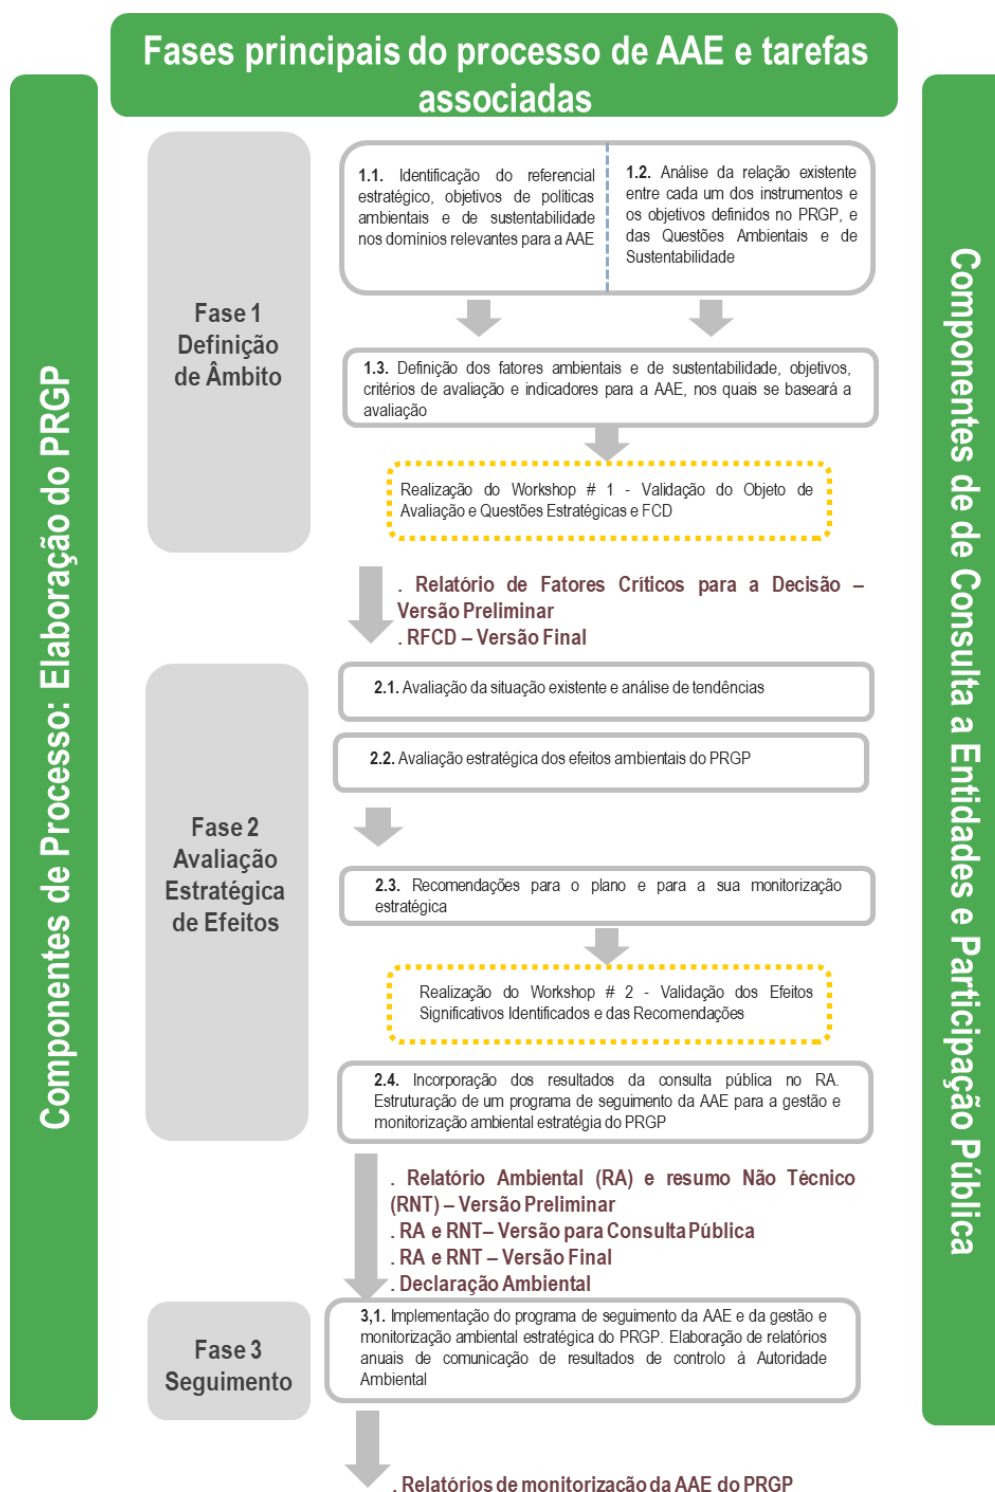 Fases principais do processo de AAE e tarefas
associadas
Componentes de Processo: Elaboração do PRGP
Fase 1
Definição
de Âmbito
1.1. Identificação do referencial
estratégico, objetivos de políticas
ambientais e de sustentabilidade
nos domínios relevantes para a AAE
1.2. Análise da relação existente
entre cada um dos instrumentos e
os objetivos definidos no PRGP, e
das Questões Ambientais e de
Sustentabilidade
1.3. Definição dos fatores ambientais e de sustentabilidade, objetivos,
critérios de avaliação e indicadores para a AAE, nos quais se baseará a
avaliação
Realização do Workshop # 1 - Validação do Objeto de
Avaliação e Questões Estratégicas e FCD
. Relatório de Fatores Críticos para a Decisão –
Versão Preliminar
. RFCD – Versão Final
Fase 2
Avaliação
Estratégica
de Efeitos
2.1. Avaliação da situação existente e análise de tendências
2.2. Avaliação estratégica dos efeitos ambientais do PRGP
2.3. Recomendações para o plano e para a sua monitorização
estratégica
Realização do Workshop # 2 - Validação dos Efeitos
Significativos Identificados e das Recomendações
2.4. Incorporação dos resultados da consulta pública no RA.
Estruturação de um programa de seguimento da AAE para a gestão e
monitorização ambiental estratégia do PRGP
. Relatório Ambiental (RA) e resumo Não Técnico
(RNT) – Versão Preliminar
. RA e RNT– Versão para Consulta Pública
. RA e RNT – Versão Final
. Declaração Ambiental
Fase 3
Seguimento
3,1. Implementação do programa de seguimento da AAE e da gestão e
monitorização ambiental estratégica do PRGP. Elaboração de relatórios
anuais de comunicação de resultados de controlo à Autoridade
Ambiental
. Relatórios de monitorização da AAE do PRGP
Componentes de de Consulta a Entidades e Participação Pública